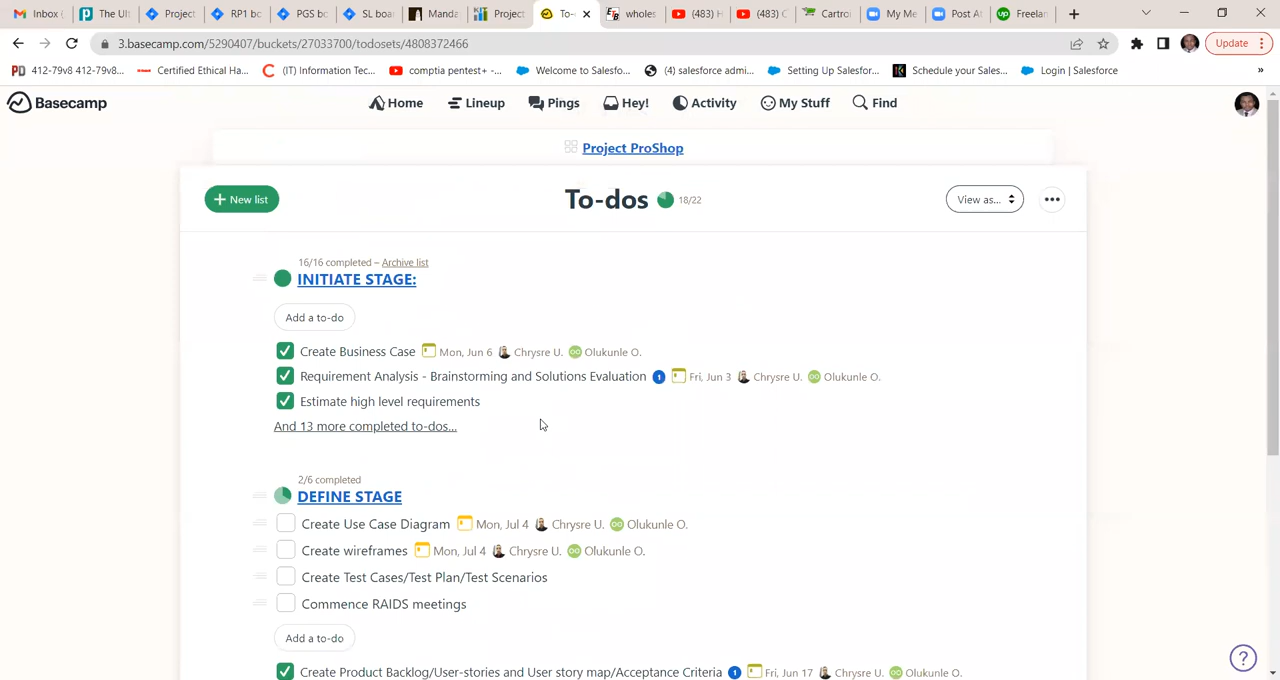 Inbox (
The Ul
Project
RP1 bo
PGS bo
SL boar
Manda
Project
To-
wholes
(483) H
(483) C
Cartro
My Me
Post A
Freelan
3.basecamp.com/5290407/buckets/27033700/todosets/4808372466
Update
412-79v8 412-79v8...
Certified Ethical Ha...
(IT) Information Tec...
comptia pentest+ -...
Welcome to Salesfo...
(4) salesforce admi...
Setting Up Salesfor...
Schedule your Sales...
Login | Salesforce
»
Basecamp
Home
Lineup
Pings
Hey!
Activity
My Stuff
Find
Project ProShop
New list
To-dos 18/22
View as...
16/16 completed – Archive list
INITIATE STAGE:
Add a to-do
Create Business Case Mon, Jun 6 Chrysre U. OO Olukunle O.
Requirement Analysis - Brainstorming and Solutions Evaluation 1 Fri, Jun 3 Chrysre U. OO Olukunle O.
Estimate high level requirements
And 13 more completed to-dos...
2/6 completed
DEFINE STAGE
Create Use Case Diagram Mon, Jul 4 Chrysre U. OO Olukunle O.
Create wireframes Mon, Jul 4 Chrysre U. OO Olukunle O.
Create Test Cases/Test Plan/Test Scenarios
Commence RAIDS meetings
Add a to-do
Create Product Backlog/User-stories and User story map/Acceptance Criteria 1 Fri, Jun 17 Chrysre U. OO Olukunle O.
?